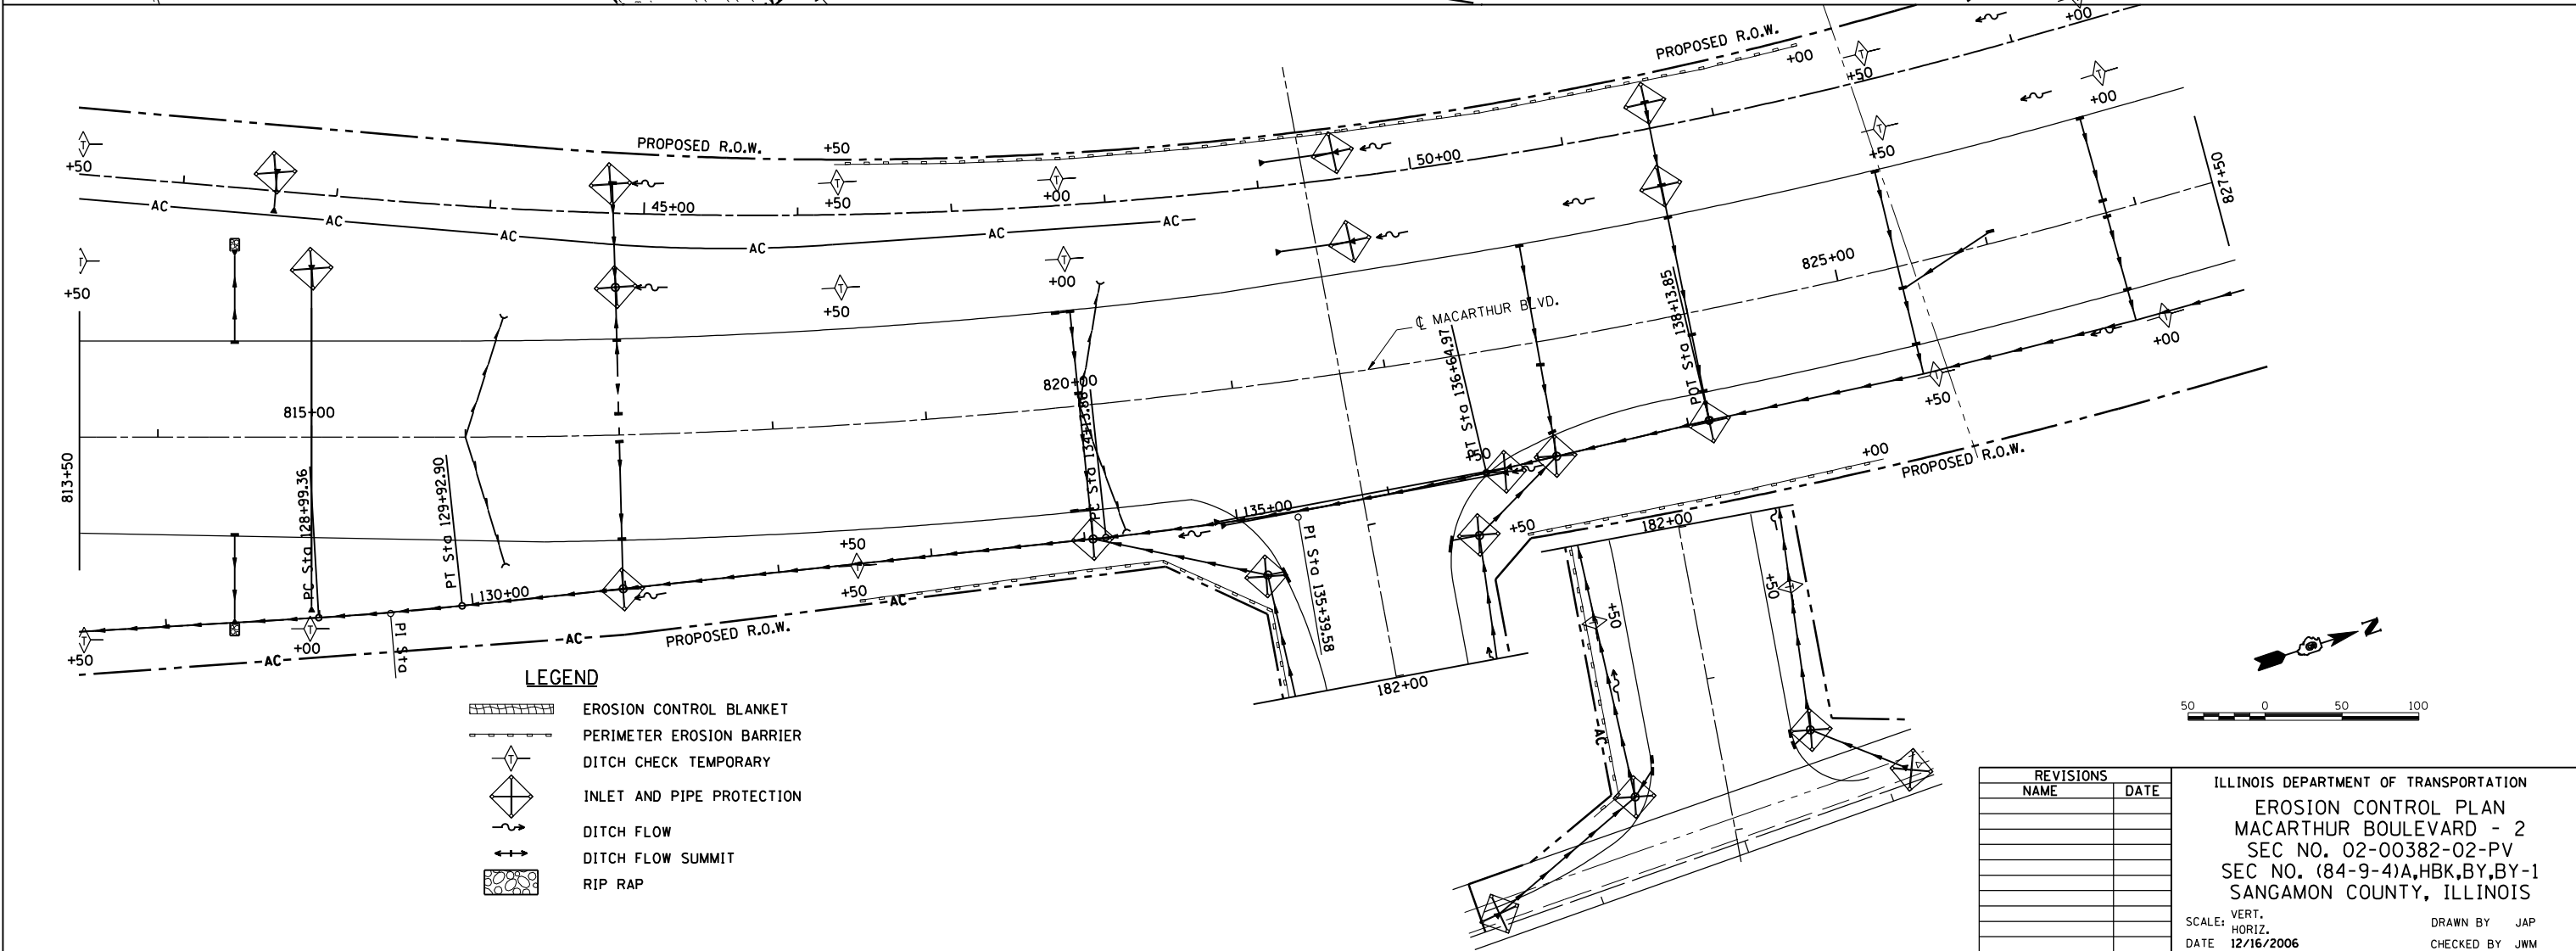 +00
PROPOSED R.O.W.
+00
+50
+00
+50
PROPOSED R.O.W.
+50
+50
50+00
+50
827+50
AC
45+00
+50
+00
AC
AC
AC
AC
AC
825+00
+50
+00
+50
℄ MACARTHUR BLVD.
POT Sta 138+13.85
PT Sta 136+64.97
+00
820+00
PC Sta 134+13.88
+50
815+00
813+50
PC Sta 128+99.36
PT Sta 129+92.90
+50
+00
PROPOSED R.O.W.
135+00
+50
182+00
PI Sta 135+39.58
+50
+50
AC
130+00
+50
+50
AC
PROPOSED R.O.W.
AC
+50
+00
PI Sta
182+00
AC
N
LEGEND
EROSION CONTROL BLANKET
PERIMETER EROSION BARRIER
T DITCH CHECK TEMPORARY
INLET AND PIPE PROTECTION
DITCH FLOW
DITCH FLOW SUMMIT
RIP RAP
50 0 50 100
REVISIONS
NAME DATE
ILLINOIS DEPARTMENT OF TRANSPORTATION
EROSION CONTROL PLAN
MACARTHUR BOULEVARD - 2
SEC NO. 02-00382-02-PV
SEC NO. (84-9-4)A,HBK,BY,BY-1
SANGAMON COUNTY, ILLINOIS
SCALE: VERT.
HORIZ.
DRAWN BY JAP
DATE 12/16/2006
CHECKED BY JWM